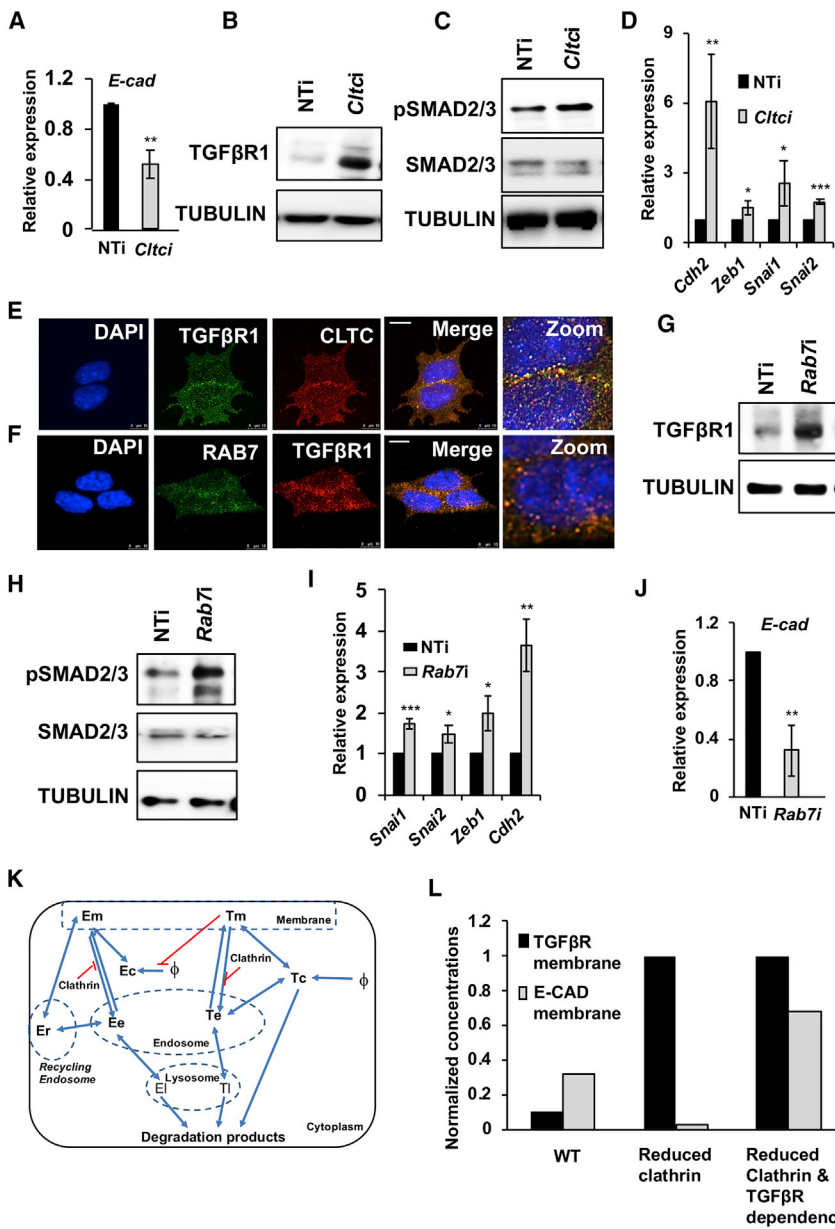 A
E-cad
Relative expression
1.2
0.8
0.4
0
**
NTi Cltci
B
NTi
Cltci
TGFβR1
TUBULIN
C
NTi
Cltci
pSMAD2/3
SMAD2/3
TUBULIN
D
Relative expression
9
6
3
0
NTi
Cltci
**
*
*
***
Cdh2
Zeb1
Snai1
Snai2
E
DAPI
TGFβR1
CLTC
Merge
Zoom
F
DAPI
RAB7
TGFβR1
Merge
Zoom
G
NTi
Rab7i
TGFβR1
TUBULIN
H
NTi
Rab7i
pSMAD2/3
SMAD2/3
TUBULIN
I
Relative expression
5
4
3
2
1
0
NTi
Rab7i
***
*
*
**
Snai1
Snai2
Zeb1
Cdh2
J
E-cad
Relative expression
1.2
0.8
0.4
0
**
NTi Rab7i
K
Em
Tm
Membrane
Ec
ϕ
Clathrin
Clathrin
Tc
ϕ
Er
Ee
Te
Endosome
Recycling
Endosome
Lysosome
El
Tl
Degradation products
Cytoplasm
L
Normalized concentrations
1.2
1
0.8
0.6
0.4
0.2
0
TGFβR
membrane
E-CAD
membrane
WT
Reduced
clathrin
Reduced
Clathrin &
TGFβR
dependenc